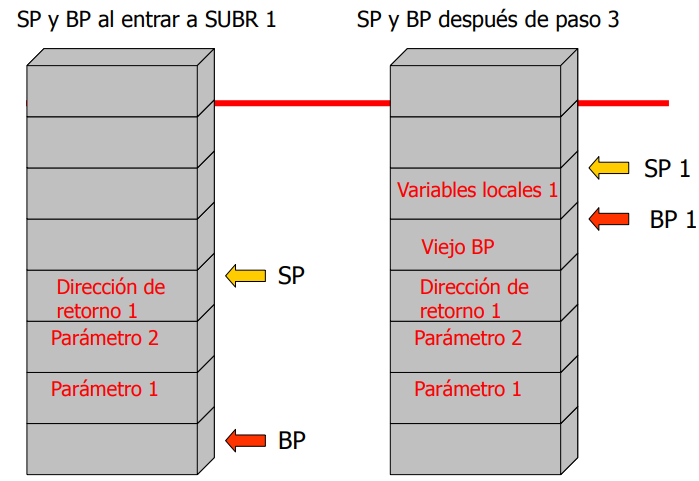 SP y BP al entrar a SUBR 1
SP
Dirección de
retorno 1
Parámetro 2
Parámetro 1
BP
SP y BP después de paso 3
SP 1
Variables locales 1
BP 1
Viejo BP
Dirección de
retorno 1
Parámetro 2
Parámetro 1